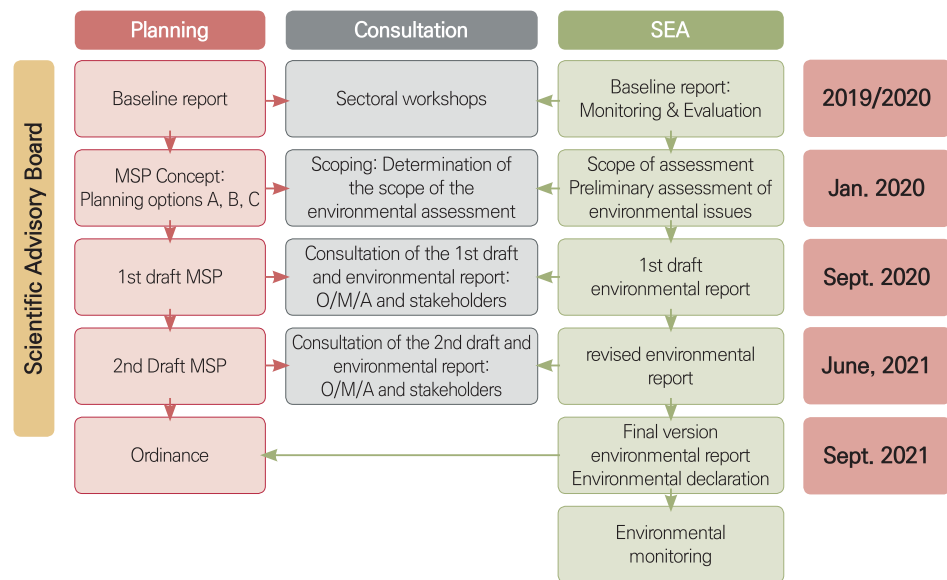 Planning
Consultation
SEA
Scientific Advisory Board
Baseline report
Sectoral workshops
Baseline report:
Monitoring & Evaluation
2019/2020
MSP Concept:
Planning options A, B, C
Scoping: Determination of
the scope of the
environmental assessment
Scope of assessment
Preliminary assessment of
environmental issues
Jan. 2020
1st draft MSP
Consultation of the 1st draft
and environmental report:
O/M/A and stakeholders
1st draft
environmental report
Sept. 2020
2nd Draft MSP
Consultation of the 2nd draft and
environmental report:
O/M/A and stakeholders
revised environmental
report
June, 2021
Ordinance
Final version
environmental report
Environmental declaration
Sept. 2021
Environmental
monitoring